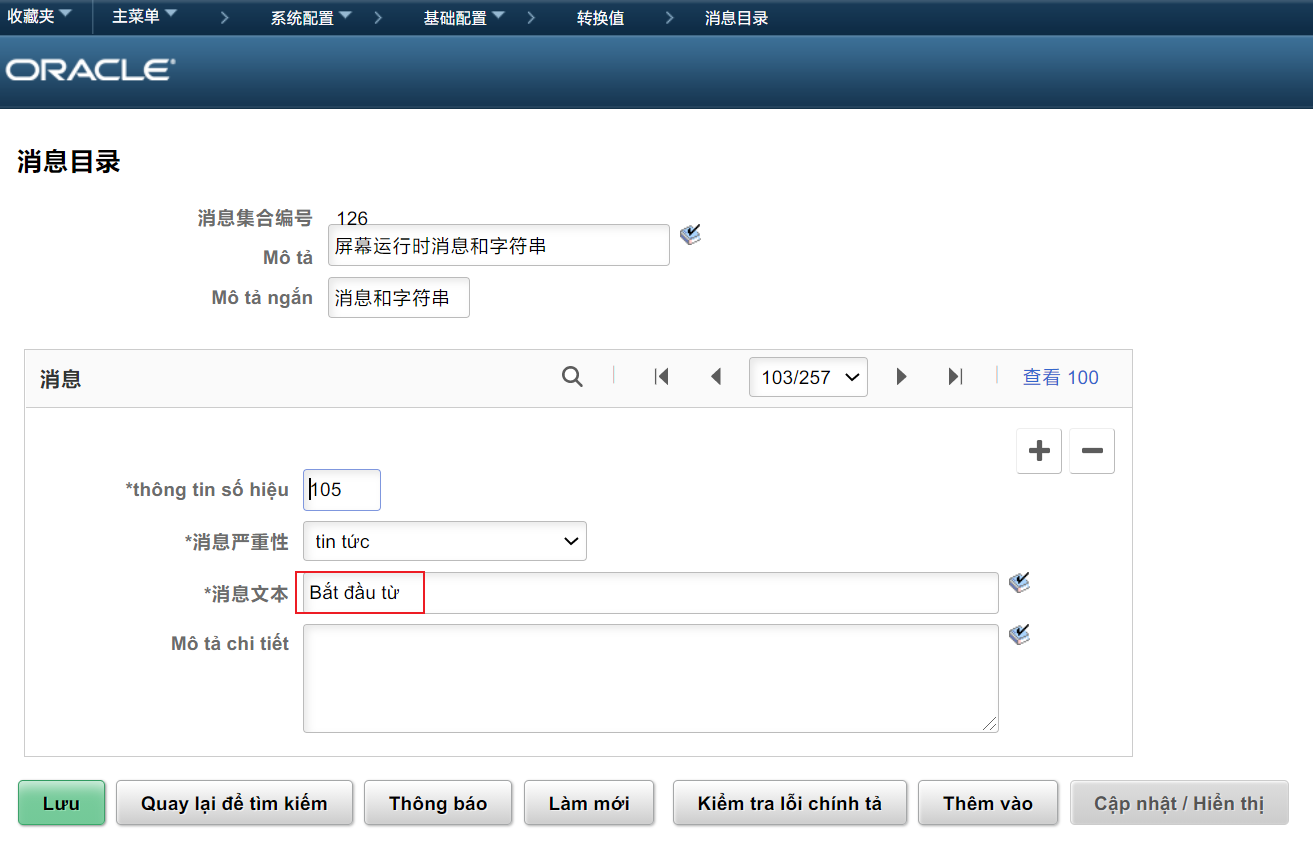 收藏夹 主菜单 系统配置 基础配置 转换值 消息目录
ORACLE®
消息目录
消息集合编号 126
Mô tả 屏幕运行时消息和字符串
Mô tả ngắn 消息和字符串
消息 103/257 查看 100
*thông tin số hiệu 105
*消息严重性 tin tức
*消息文本 Bắt đầu từ
Mô tả chi tiết
Lưu Quay lại để tìm kiếm Thông báo Làm mới Kiểm tra lỗi chính tả Thêm vào Cập nhật / Hiển thị